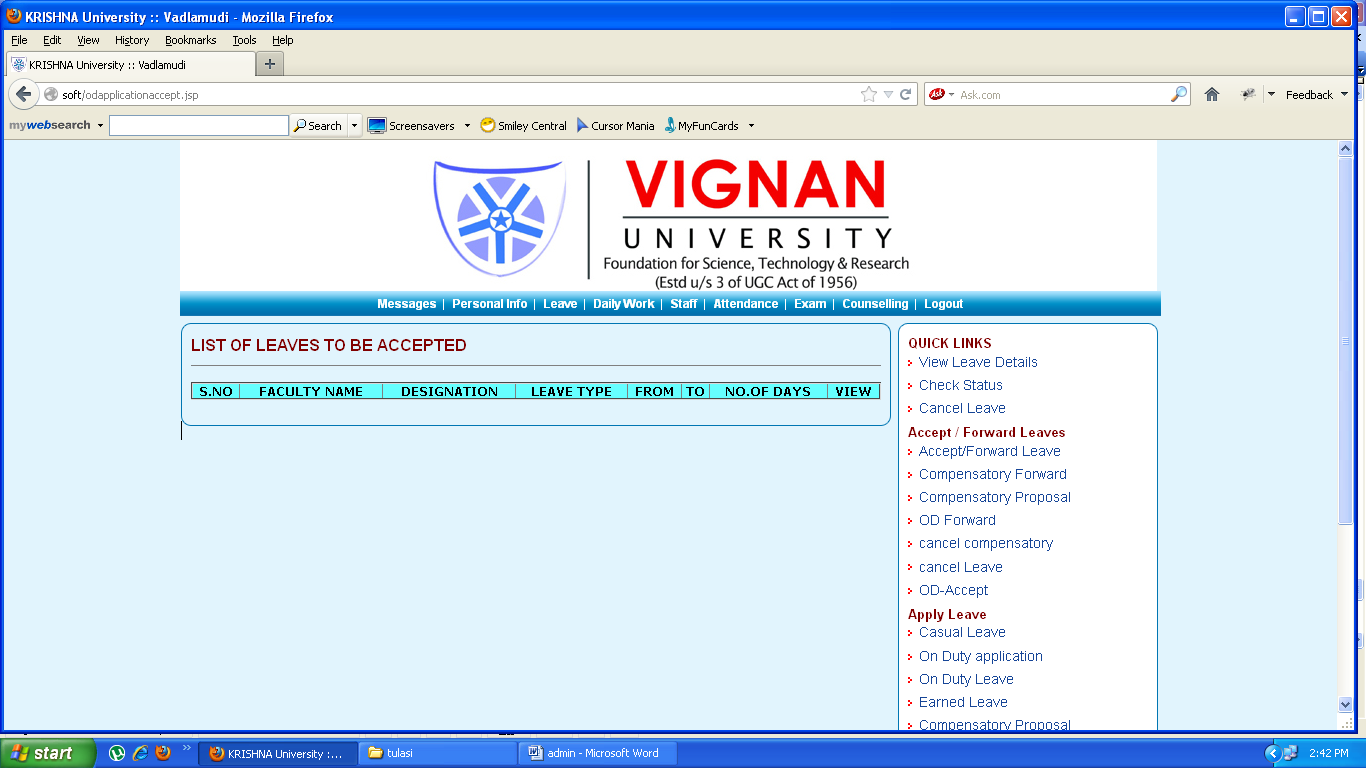 KRISHNA University :: Vadlamudi - Mozilla Firefox
File Edit View History Bookmarks Tools Help
KRISHNA University :: Vadlamudi
soft/odapplicationaccept.jsp
Ask Ask.com
Feedback
mywebsearch Search Screensavers Smiley Central Cursor Mania MyFunCards
VIGNAN
UNIVERSITY
Foundation for Science, Technology & Research
(Estd u/s 3 of UGC Act of 1956)
Messages | Personal Info | Leave | Daily Work | Staff | Attendance | Exam | Counselling | Logout
LIST OF LEAVES TO BE ACCEPTED
S.NO FACULTY NAME DESIGNATION LEAVE TYPE FROM TO NO.OF DAYS VIEW
QUICK LINKS
View Leave Details
Check Status
Cancel Leave
Accept / Forward Leaves
Accept/Forward Leave
Compensatory Forward
Compensatory Proposal
OD Forward
cancel compensatory
cancel Leave
OD-Accept
Apply Leave
Casual Leave
On Duty application
On Duty Leave
Earned Leave
Compensatory Proposal
start
KRISHNA University :...
tulasi
admin - Microsoft Word
2:42 PM